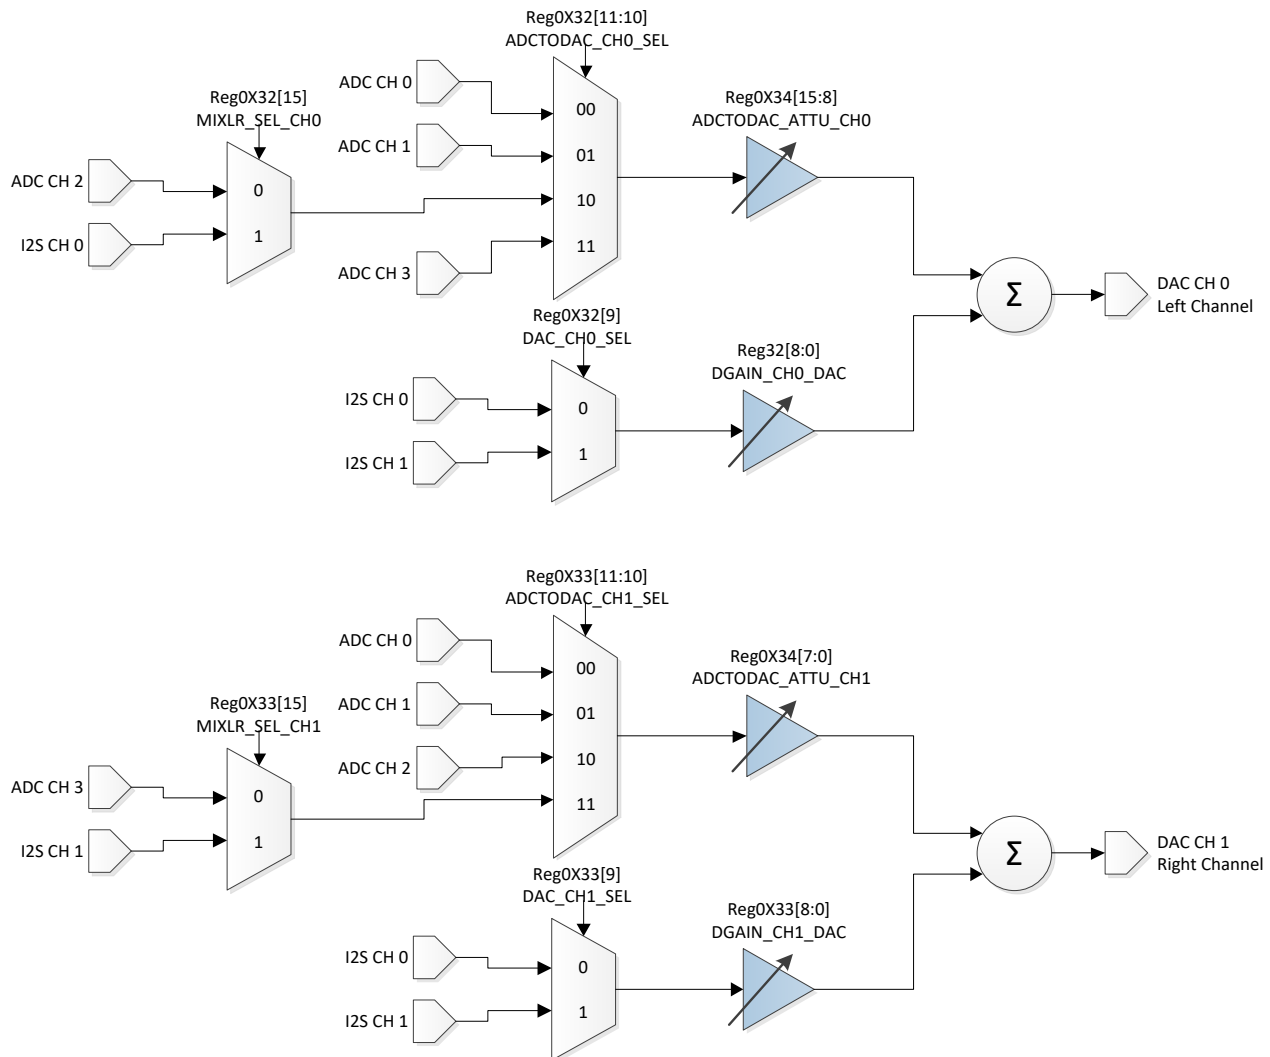 Reg0X32[11:10]
ADCTODAC_CH0_SEL
ADC CH 0
00
Reg0X32[15]
MIXLR_SEL_CH0
Reg0X34[15:8]
ADCTODAC_ATTU_CH0
ADC CH 1
01
ADC CH 2
0
10
I2S CH 0
1
11
ADC CH 3
Σ
DAC CH 0
Left Channel
Reg0X32[9]
DAC_CH0_SEL
Reg32[8:0]
DGAIN_CH0_DAC
I2S CH 0
0
I2S CH 1
1
Reg0X33[11:10]
ADCTODAC_CH1_SEL
ADC CH 0
00
Reg0X34[7:0]
ADCTODAC_ATTU_CH1
Reg0X33[15]
MIXLR_SEL_CH1
ADC CH 1
01
ADC CH 2
10
ADC CH 3
0
11
I2S CH 1
1
Σ
DAC CH 1
Right Channel
Reg0X33[9]
DAC_CH1_SEL
Reg0X33[8:0]
DGAIN_CH1_DAC
I2S CH 0
0
I2S CH 1
1